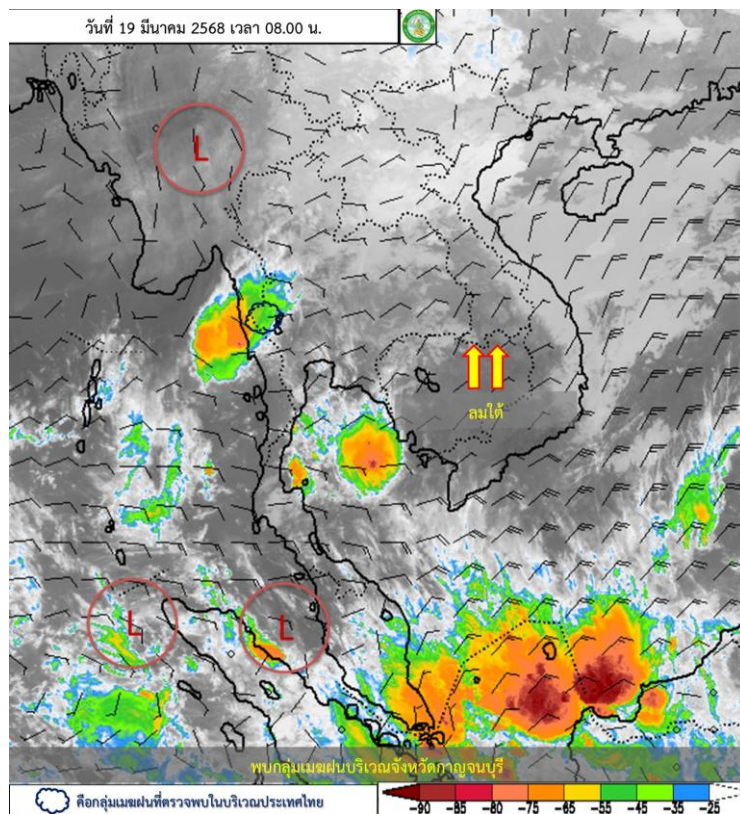 วันที่ 19 มีนาคม 2568 เวลา 08.00 น.
L
ลมใต้
L
L
พบกลุ่มเมฆฝนบริเวณจังหวัดกาญจนบุรี
คือกลุ่มเมฆฝนที่ตรวจพบในบริเวณประเทศไทย
-90 -85 -80 -75 -65 -55 -45 -35 -25